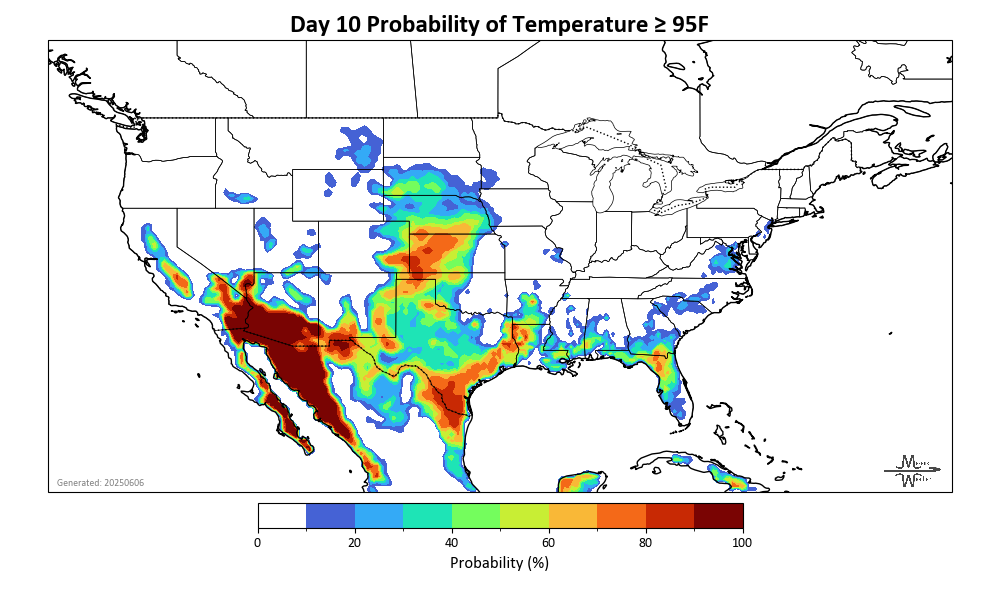 Day 10 Probability of Temperature ≥ 95F
Generated: 20250606
0 20 40 60 80 100
Probability (%)